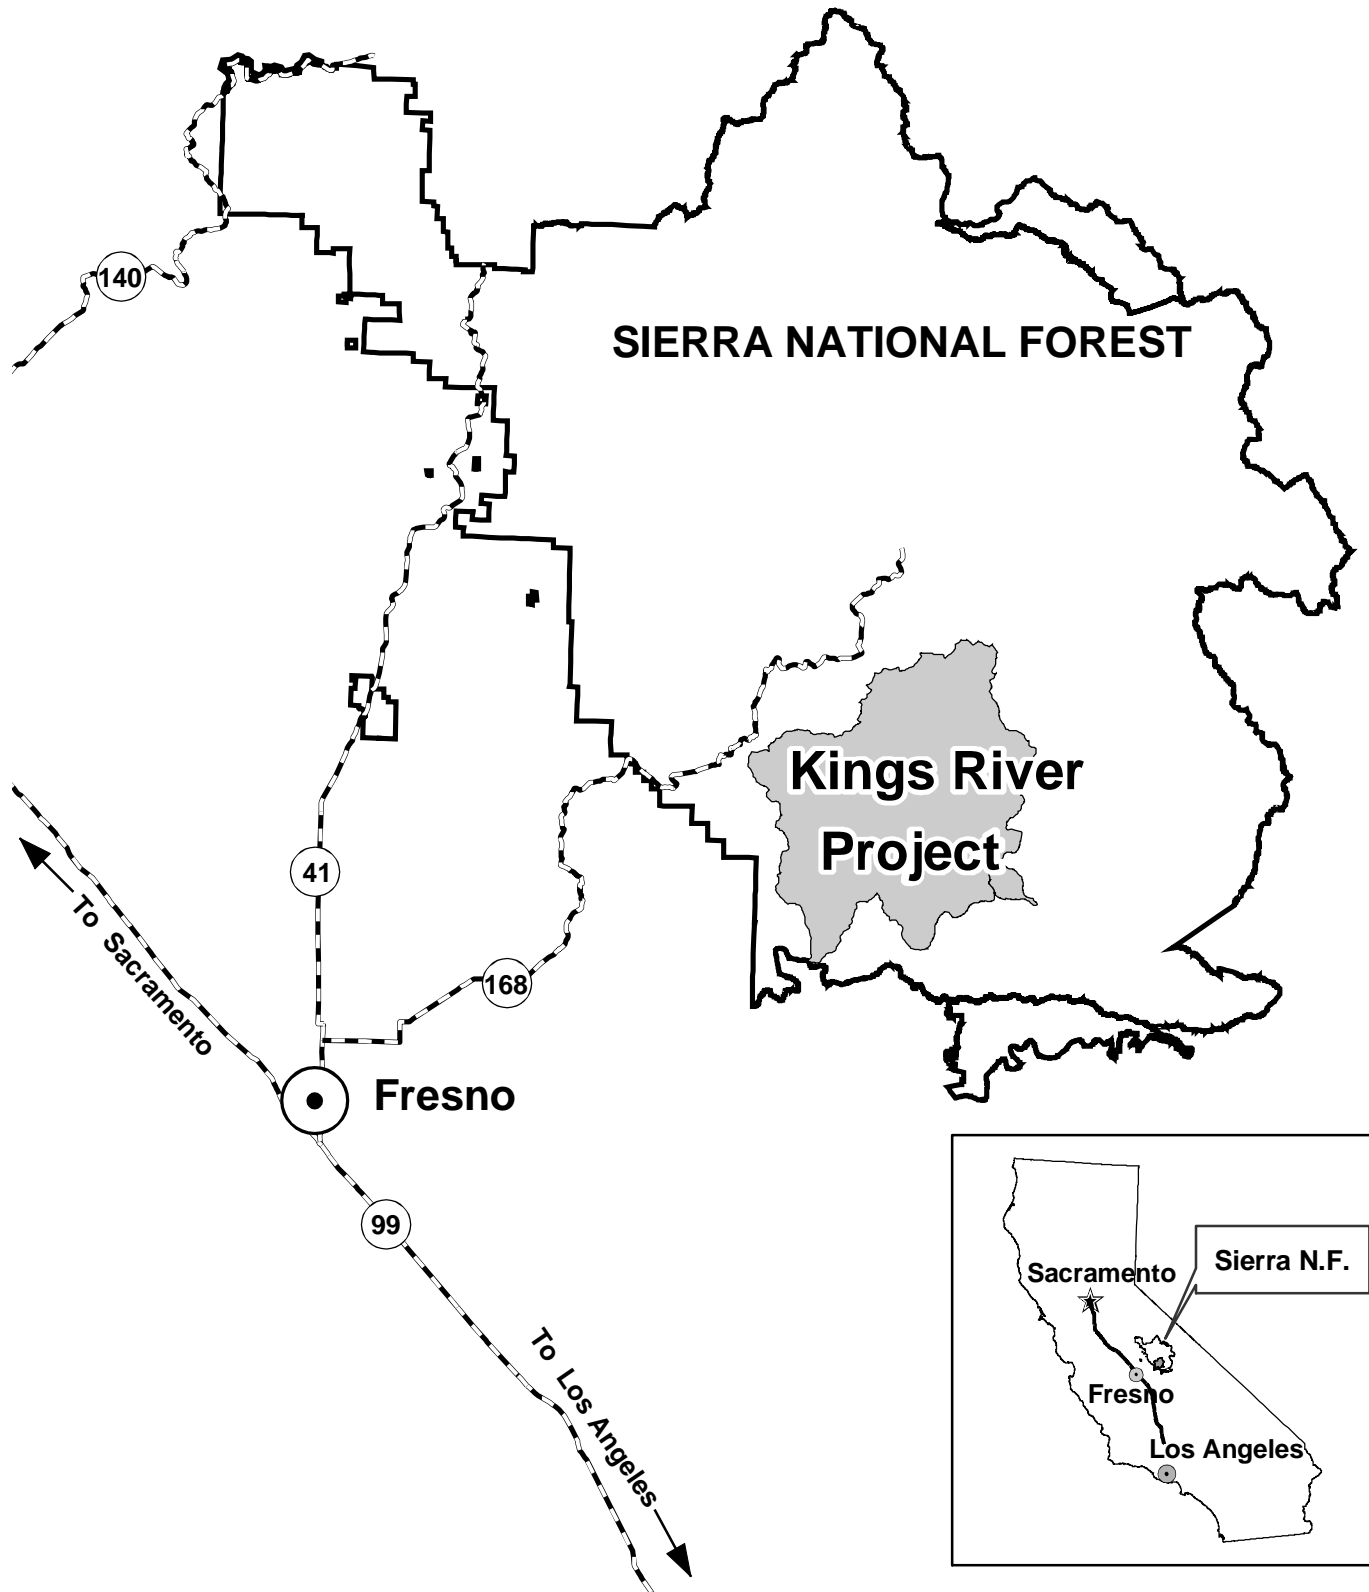 140
SIERRA NATIONAL FOREST
Kings River
Project
41
To Sacramento
168
Fresno
99
To Los Angeles
Sierra N.F.
Sacramento
Fresno
Los Angeles